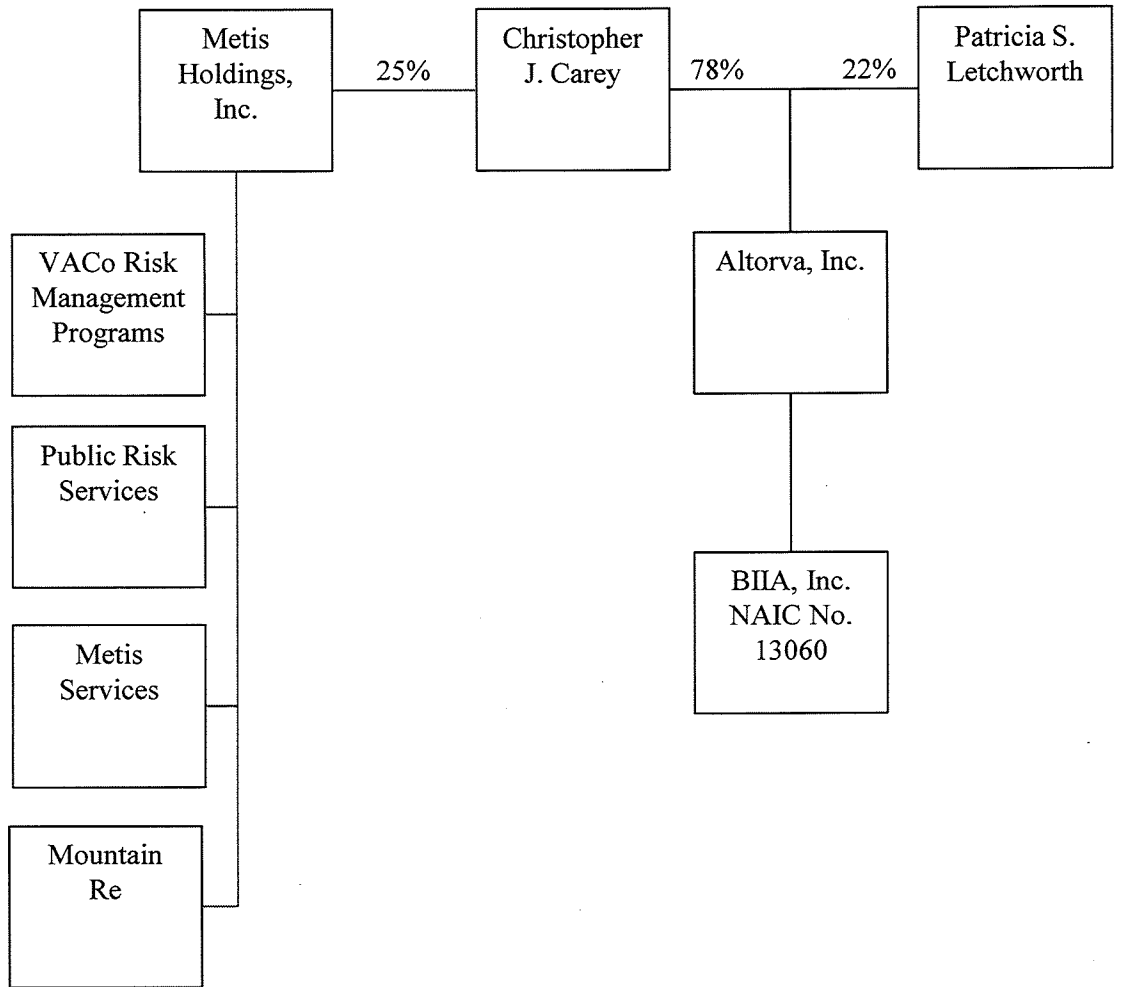 Metis
Holdings,
Inc.
25%
Christopher
J. Carey
78%
22%
Patricia S.
Letchworth
VACo Risk
Management
Programs
Altorva, Inc.
Public Risk
Services
BIIA, Inc.
NAIC No.
13060
Metis
Services
Mountain
Re